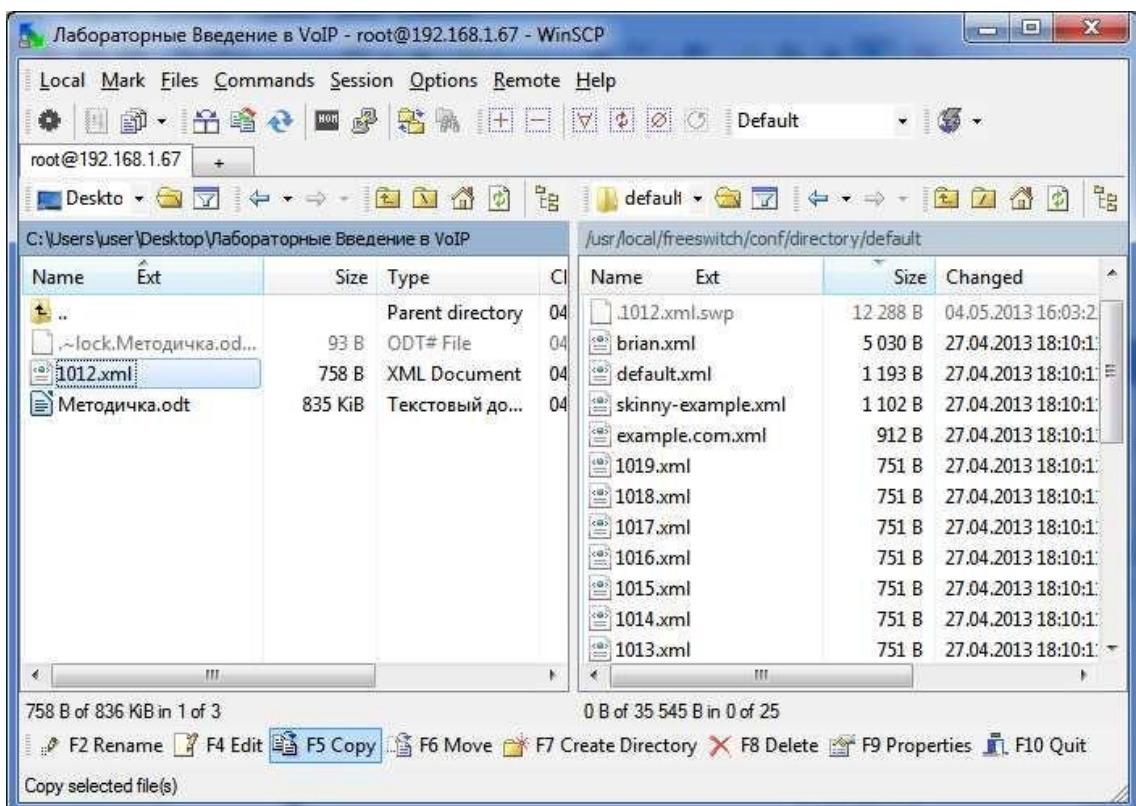 Лабораторные Введение в VoIP - root@192.168.1.67 - WinSCP
Local Mark Files Commands Session Options Remote Help
Default
root@192.168.1.67 +
Deskto default
C:\Users\user\Desktop\Лабораторные Введение в VoIP /usr/local/freeswitch/conf/directory/default
Name Ext Size Type Name Ext Size Changed
.. Parent directory 04 .1012.xml.swp 12 288 B 04.05.2013 16:03:2
.~lock.Методичка.od... 93 B ODT# File 04 brian.xml 5 030 B 27.04.2013 18:10:1
1012.xml 758 B XML Document 04 default.xml 1 193 B 27.04.2013 18:10:1
Методичка.odt 835 KiB Текстовый до... 04 skinny-example.xml 1 102 B 27.04.2013 18:10:1
example.com.xml 912 B 27.04.2013 18:10:1
1019.xml 751 B 27.04.2013 18:10:1
1018.xml 751 B 27.04.2013 18:10:1
1017.xml 751 B 27.04.2013 18:10:1
1016.xml 751 B 27.04.2013 18:10:1
1015.xml 751 B 27.04.2013 18:10:1
1014.xml 751 B 27.04.2013 18:10:1
1013.xml 751 B 27.04.2013 18:10:1
758 B of 836 KiB in 1 of 3 0 B of 35 545 B in 0 of 25
F2 Rename F4 Edit F5 Copy F6 Move F7 Create Directory F8 Delete F9 Properties F10 Quit
Copy selected file(s)